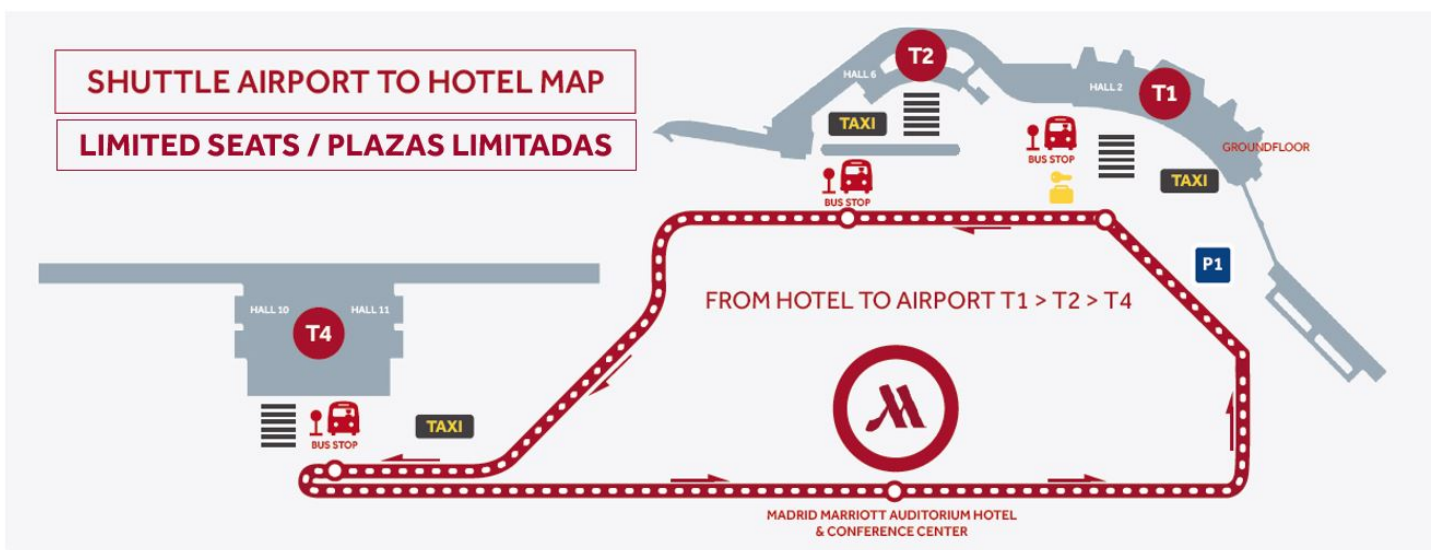 SHUTTLE AIRPORT TO HOTEL MAP
LIMITED SEATS / PLAZAS LIMITADAS
T2
HALL 6
HALL 2
T1
TAXI
BUS STOP
GROUNDFLOOR
TAXI
BUS STOP
P1
FROM HOTEL TO AIRPORT T1 > T2 > T4
HALL 10
HALL 11
T4
BUS STOP
TAXI
MADRID MARRIOTT AUDITORIUM HOTEL
& CONFERENCE CENTER